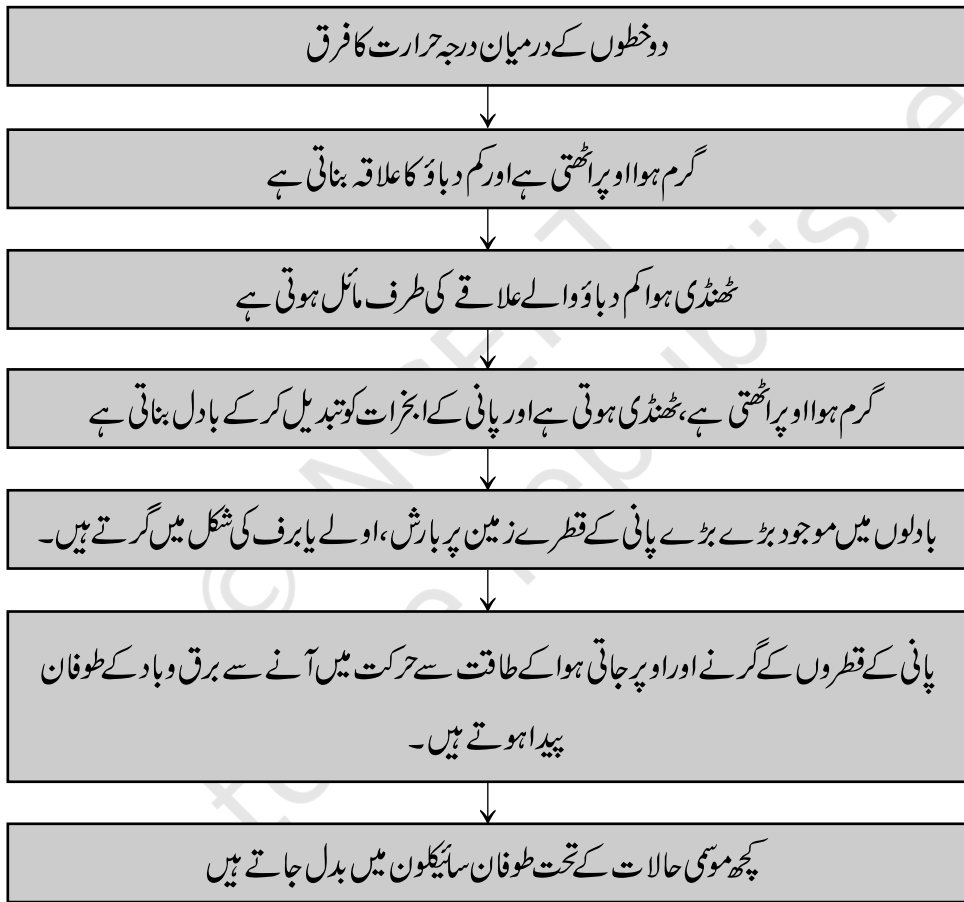 دو خطوں کے درمیان درجہ حرارت کا فرق
گرم ہوا اوپر اٹھتی ہے اور کم دباؤ کا علاقہ بناتی ہے
ٹھنڈی ہوا کم دباؤ والے علاقے کی طرف مائل ہوتی ہے
گرم ہوا اوپر اٹھتی ہے، ٹھنڈی ہوتی ہے اور پانی کے ابخرات کو تبدیل کر کے بادل بناتی ہے
بادلوں میں موجود بڑے بڑے پانی کے قطرے زمین پر بارش، اولے یا برف کی شکل میں گرتے ہیں۔
پانی کے قطروں کے گرنے اور اوپر جاتی ہوا کے طاقت سے حرکت میں آنے سے برق و باد کے طوفان
پیدا ہوتے ہیں۔
کچھ موسمی حالات کے تحت طوفان سائیکلون میں بدل جاتے ہیں